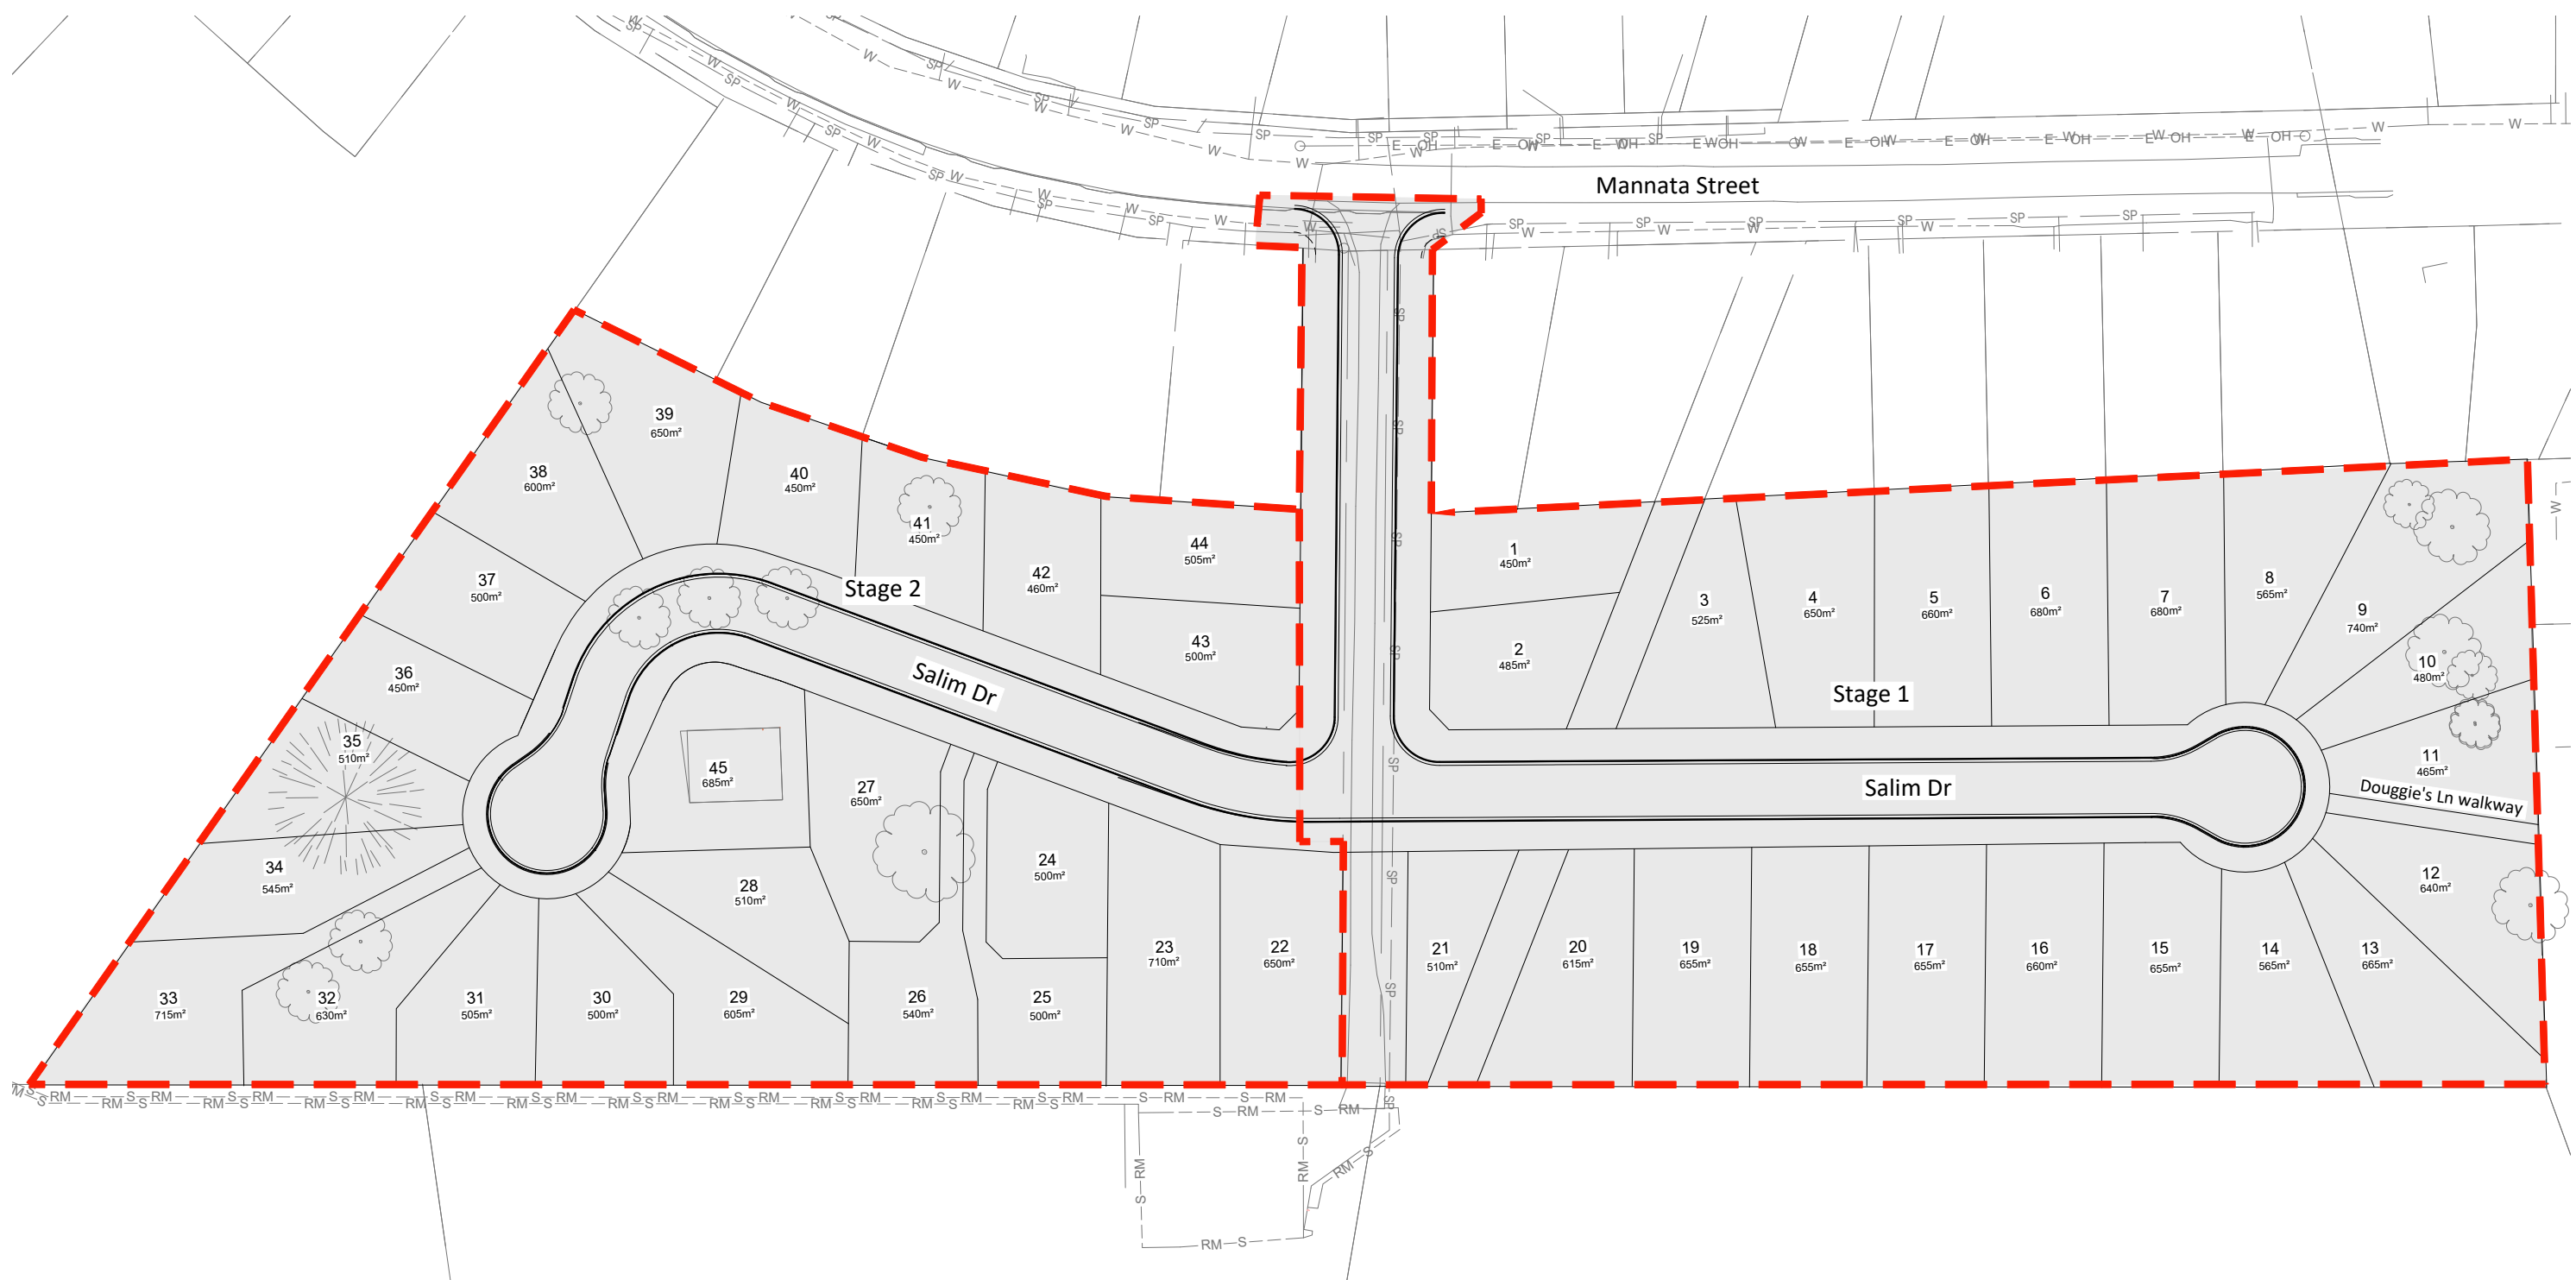 Mannata Street
39
650m²
38
600m²
40
450m²
41
450m²
37
500m²
42
460m²
44
505m²
43
500m²
36
450m²
35
510m²
34
545m²
33
715m²
32
630m²
31
505m²
30
500m²
29
605m²
28
510m²
45
685m²
27
650m²
26
540m²
25
500m²
24
500m²
23
710m²
22
650m²
Stage 2
Salim Dr
1
450m²
2
485m²
3
525m²
4
650m²
5
660m²
6
680m²
7
680m²
8
565m²
9
740m²
10
480m²
11
465m²
Douggie's Ln walkway
12
640m²
13
665m²
14
565m²
15
655m²
16
660m²
17
655m²
18
655m²
19
655m²
20
615m²
21
510m²
Stage 1
Salim Dr